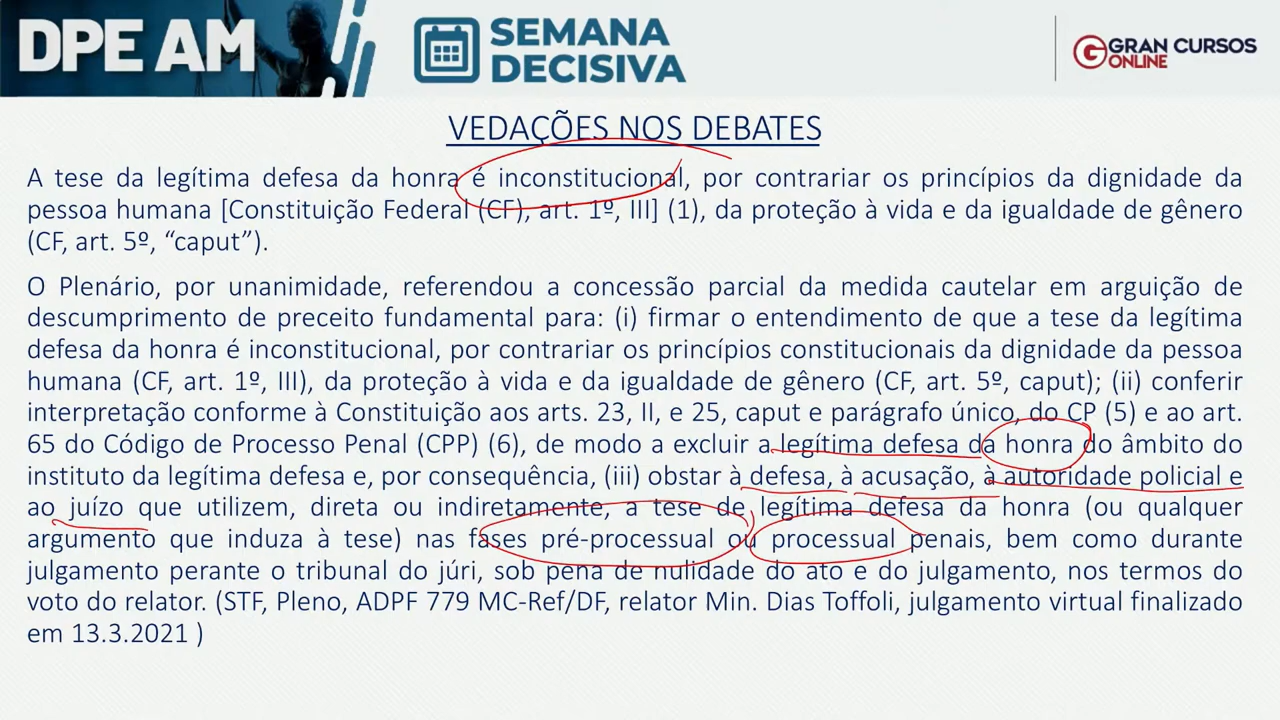 DPE AM
SEMANA
DECISIVA
GRAN CURSOS
ONLINE
VEDAÇÕES NOS DEBATES
A tese da legítima defesa da honra é inconstitucional, por contrariar os princípios da dignidade da
pessoa humana [Constituição Federal (CF), art. 1º, III] (1), da proteção à vida e da igualdade de gênero
(CF, art. 5º, “caput”).
O Plenário, por unanimidade, referendou a concessão parcial da medida cautelar em arguição de
descumprimento de preceito fundamental para: (i) firmar o entendimento de que a tese da legítima
defesa da honra é inconstitucional, por contrariar os princípios constitucionais da dignidade da pessoa
humana (CF, art. 1º, III), da proteção à vida e da igualdade de gênero (CF, art. 5º, caput); (ii) conferir
interpretação conforme à Constituição aos arts. 23, II, e 25, caput e parágrafo único, do CP (5) e ao art.
65 do Código de Processo Penal (CPP) (6), de modo a excluir a legítima defesa da honra do âmbito do
instituto da legítima defesa e, por consequência, (iii) obstar à defesa, à acusação, à autoridade policial e
ao juízo que utilizem, direta ou indiretamente, a tese de legítima defesa da honra (ou qualquer
argumento que induza à tese) nas fases pré-processual ou processual penais, bem como durante
julgamento perante o tribunal do júri, sob pena de nulidade do ato e do julgamento, nos termos do
voto do relator. (STF, Pleno, ADPF 779 MC-Ref/DF, relator Min. Dias Toffoli, julgamento virtual finalizado
em 13.3.2021 )